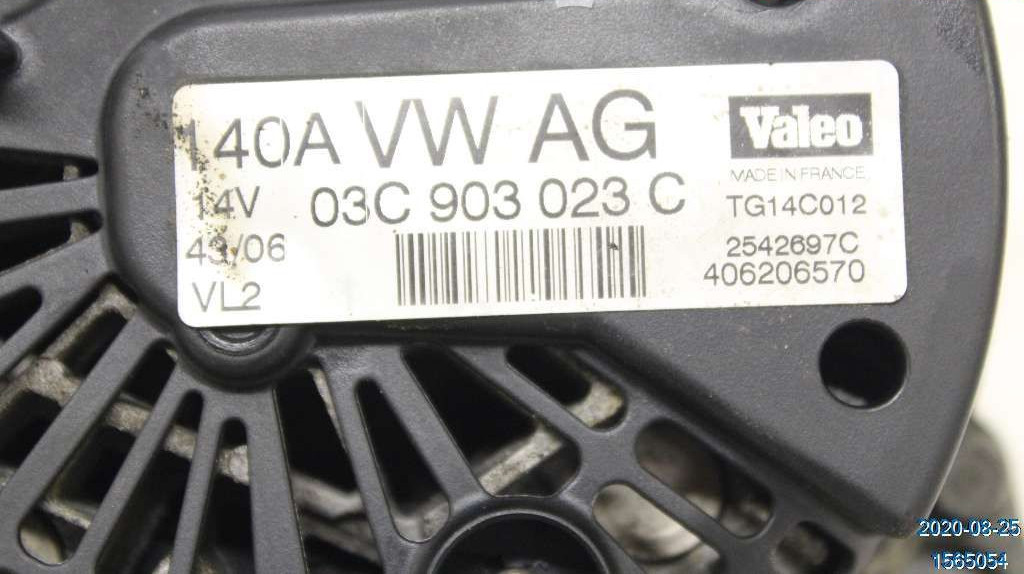 140A VW AG
Valeo
MADE IN FRANCE
14V 03C 903 023 C
TG14C012
43/06
2542697C
VL2
406206570
2020-08-25
1565054